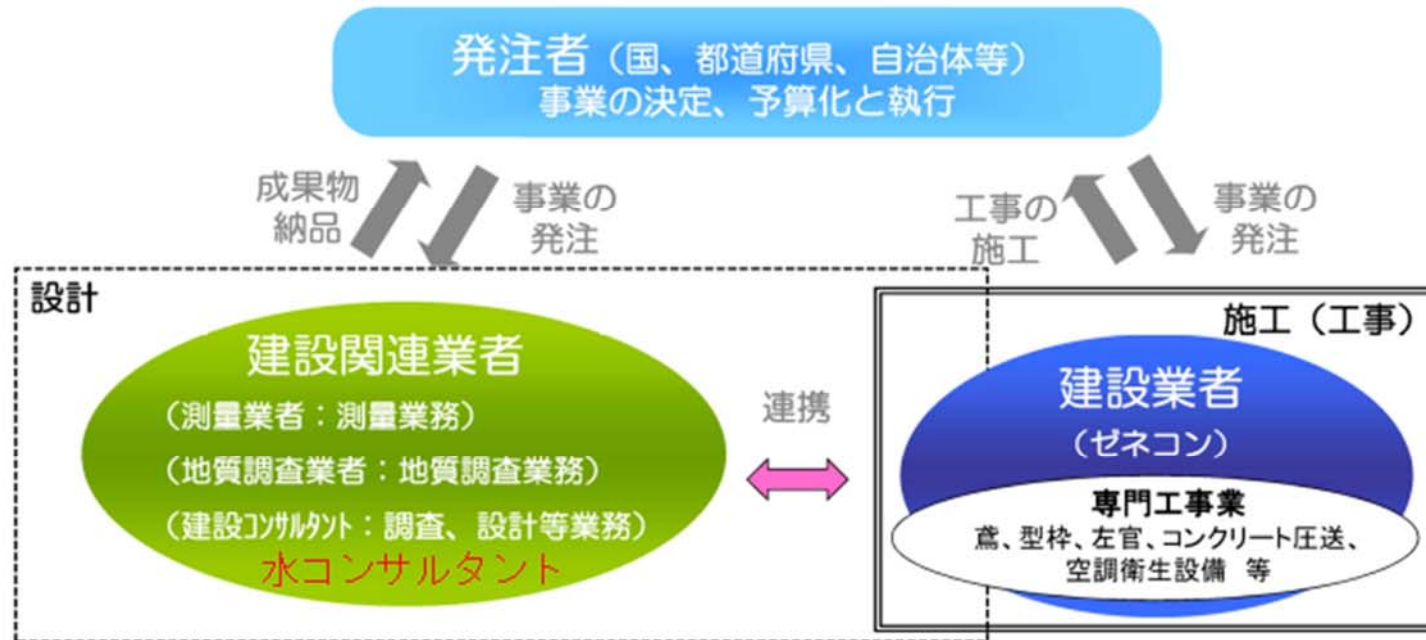 発注者（国、都道府県、自治体等）
事業の決定、予算化と執行
成果物
納品
事業の
発注
工事の
施工
事業の
発注
設計
建設関連業者
（測量業者：測量業務）
（地質調査業者：地質調査業務）
（建設ｺﾝｻﾙﾀﾝﾄ：調査、設計等業務）
水コンサルタント
連携
施工（工事）
建設業者
（ゼネコン）
専門工事業
鳶、型枠、左官、コンクリート圧送、
空調衛生設備 等